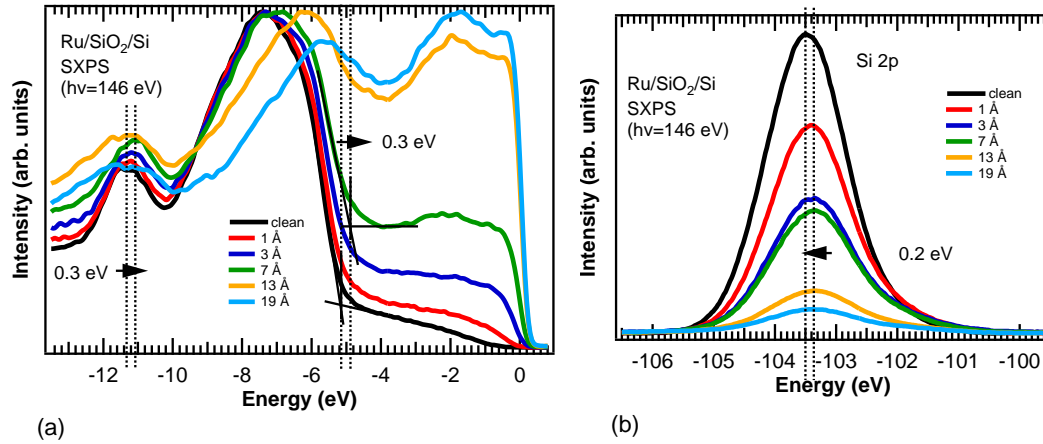 Ru/SiO₂/Si
SXPS
(hν=146 eV)
0.3 eV
clean
1 Å
3 Å
7 Å
13 Å
19 Å
0.3 eV
Intensity (arb. units)
-12 -10 -8 -6 -4 -2 0
Energy (eV)
(a)
Si 2p
Ru/SiO₂/Si
SXPS
(hν=146 eV)
clean
1 Å
3 Å
7 Å
13 Å
19 Å
0.2 eV
Intensity (arb. units)
-106 -105 -104 -103 -102 -101 -100
Energy (eV)
(b)